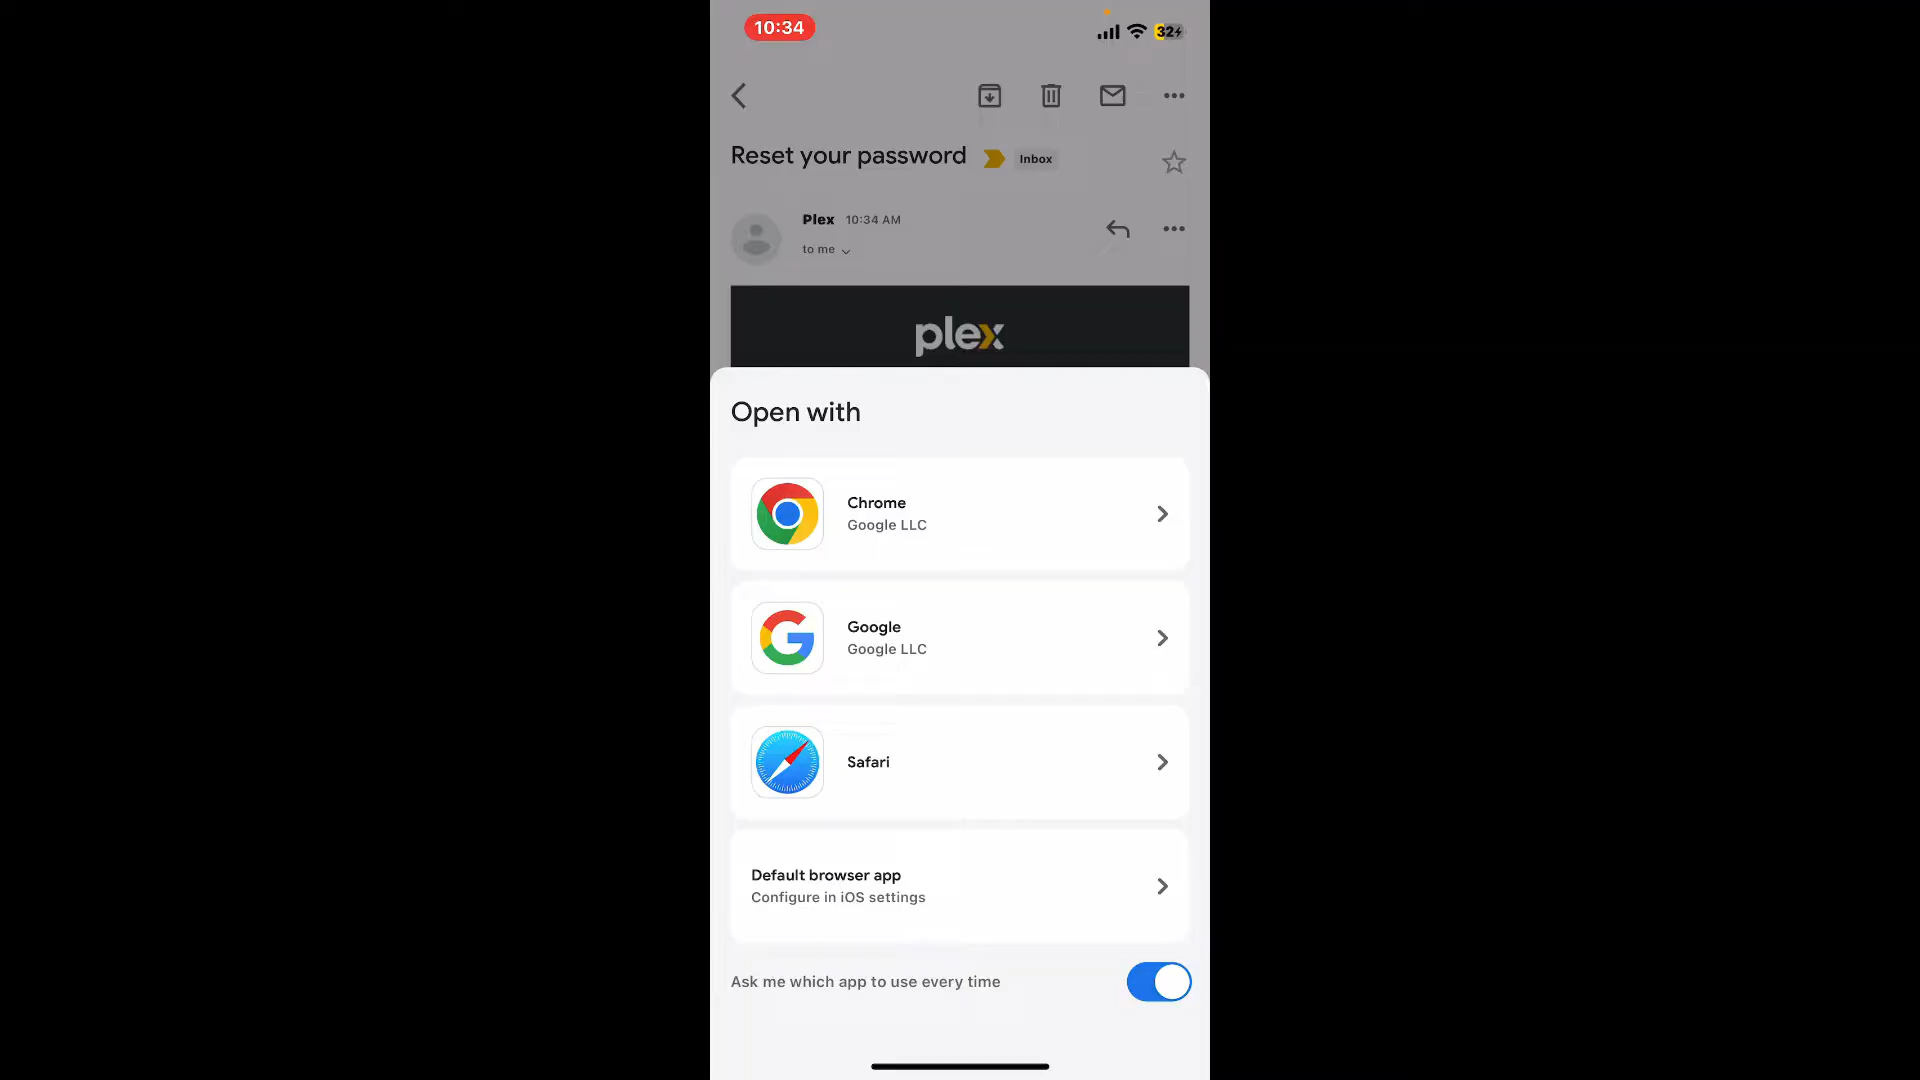 10:34
32
Reset your password
Inbox
Plex 10:34 AM
to me
plex
Open with
Chrome
Google LLC
Google
Google LLC
Safari
Default browser app
Configure in iOS settings
Ask me which app to use every time